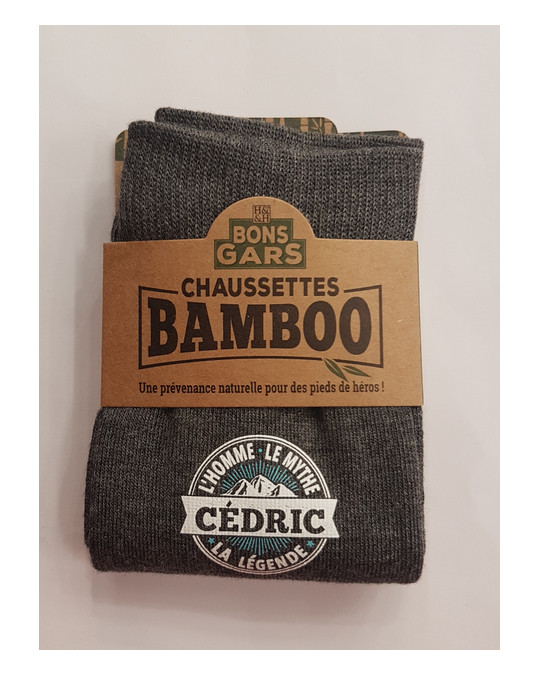 H&
&H
BONS
GARS
CHAUSSETTES
BAMBOO
Une prévenance naturelle pour des pieds de héros !
L'HOMME • LE MYTHE
CÉDRIC
LA LÉGENDE